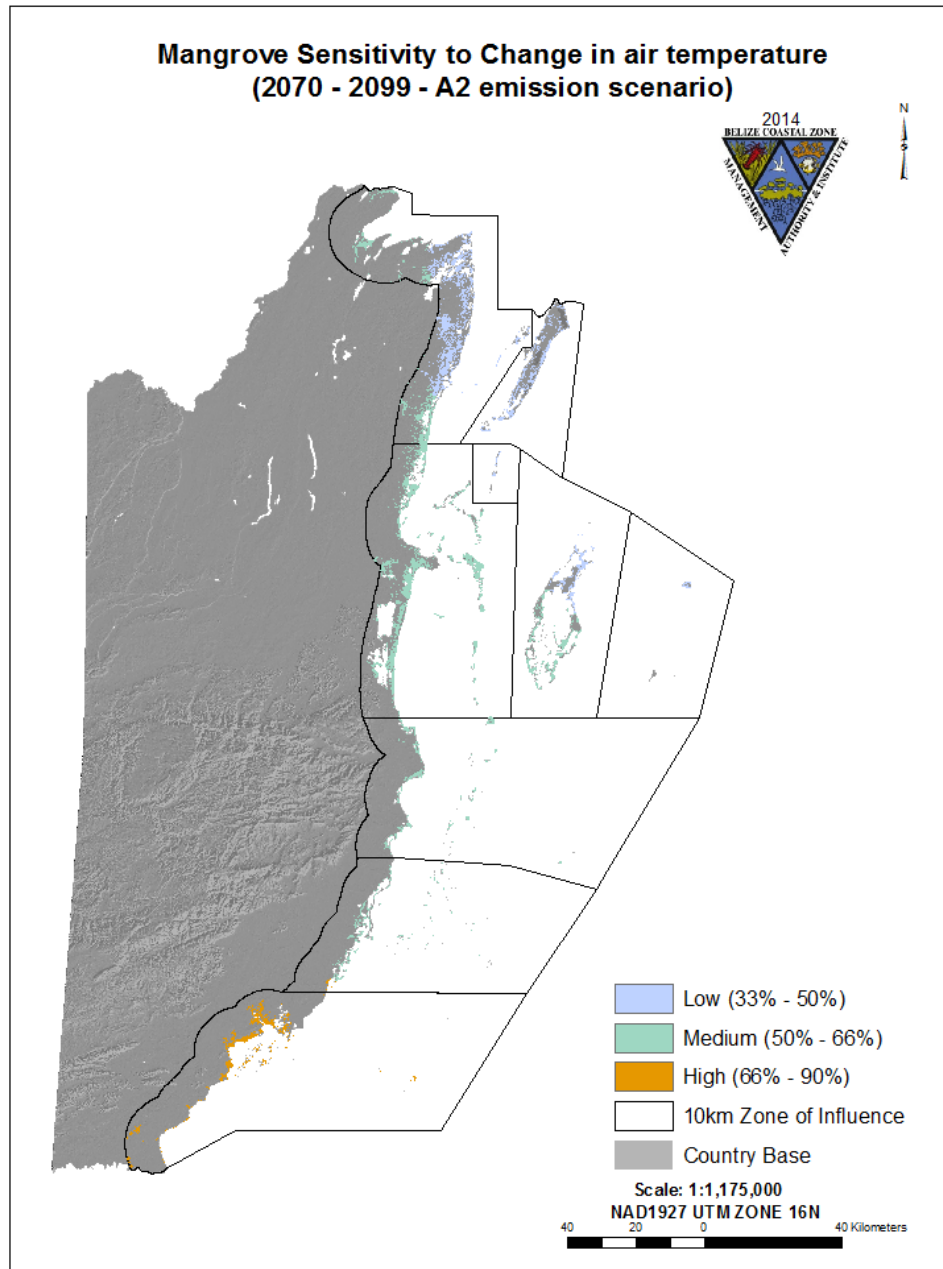 Mangrove Sensitivity to Change in air temperature
(2070 - 2099 - A2 emission scenario)
2014
BELIZE COASTAL ZONE
MANAGEMENT
AUTHORITY & INSTITUTE
N
Low (33% - 50%)
Medium (50% - 66%)
High (66% - 90%)
10km Zone of Influence
Country Base
Scale: 1:1,175,000
NAD1927 UTM ZONE 16N
40 20 0 40 Kilometers